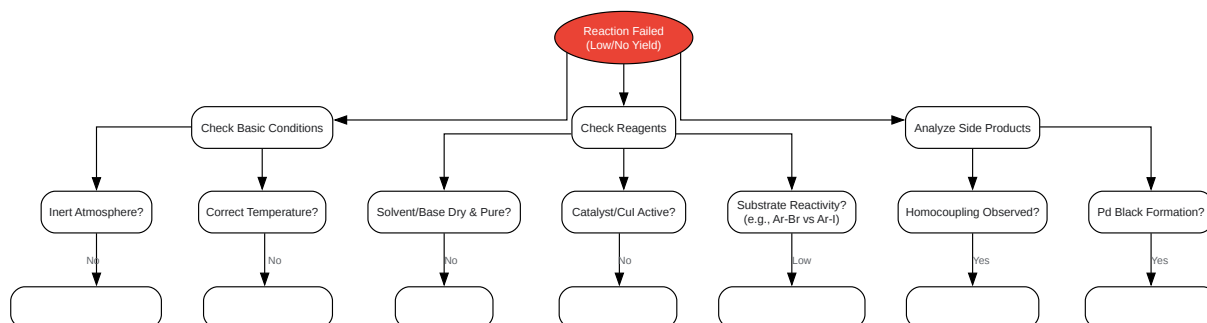 Reaction Failed
(Low/No Yield)
Check Basic Conditions
Check Reagents
Analyze Side Products
Inert Atmosphere?
Correct Temperature?
Solvent/Base Dry & Pure?
Catalyst/CuI Active?
Substrate Reactivity?
(e.g., Ar-Br vs Ar-I)
Homocoupling Observed?
Pd Black Formation?
No
No
No
No
Low
Yes
Yes